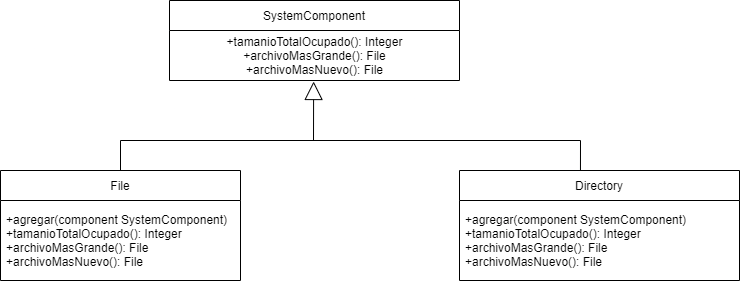 SystemComponent
+tamanioTotalOcupado(): Integer
+archivoMasGrande(): File
+archivoMasNuevo(): File
File
+agregar(component SystemComponent)
+tamanioTotalOcupado(): Integer
+archivoMasGrande(): File
+archivoMasNuevo(): File
Directory
+agregar(component SystemComponent)
+tamanioTotalOcupado(): Integer
+archivoMasGrande(): File
+archivoMasNuevo(): File